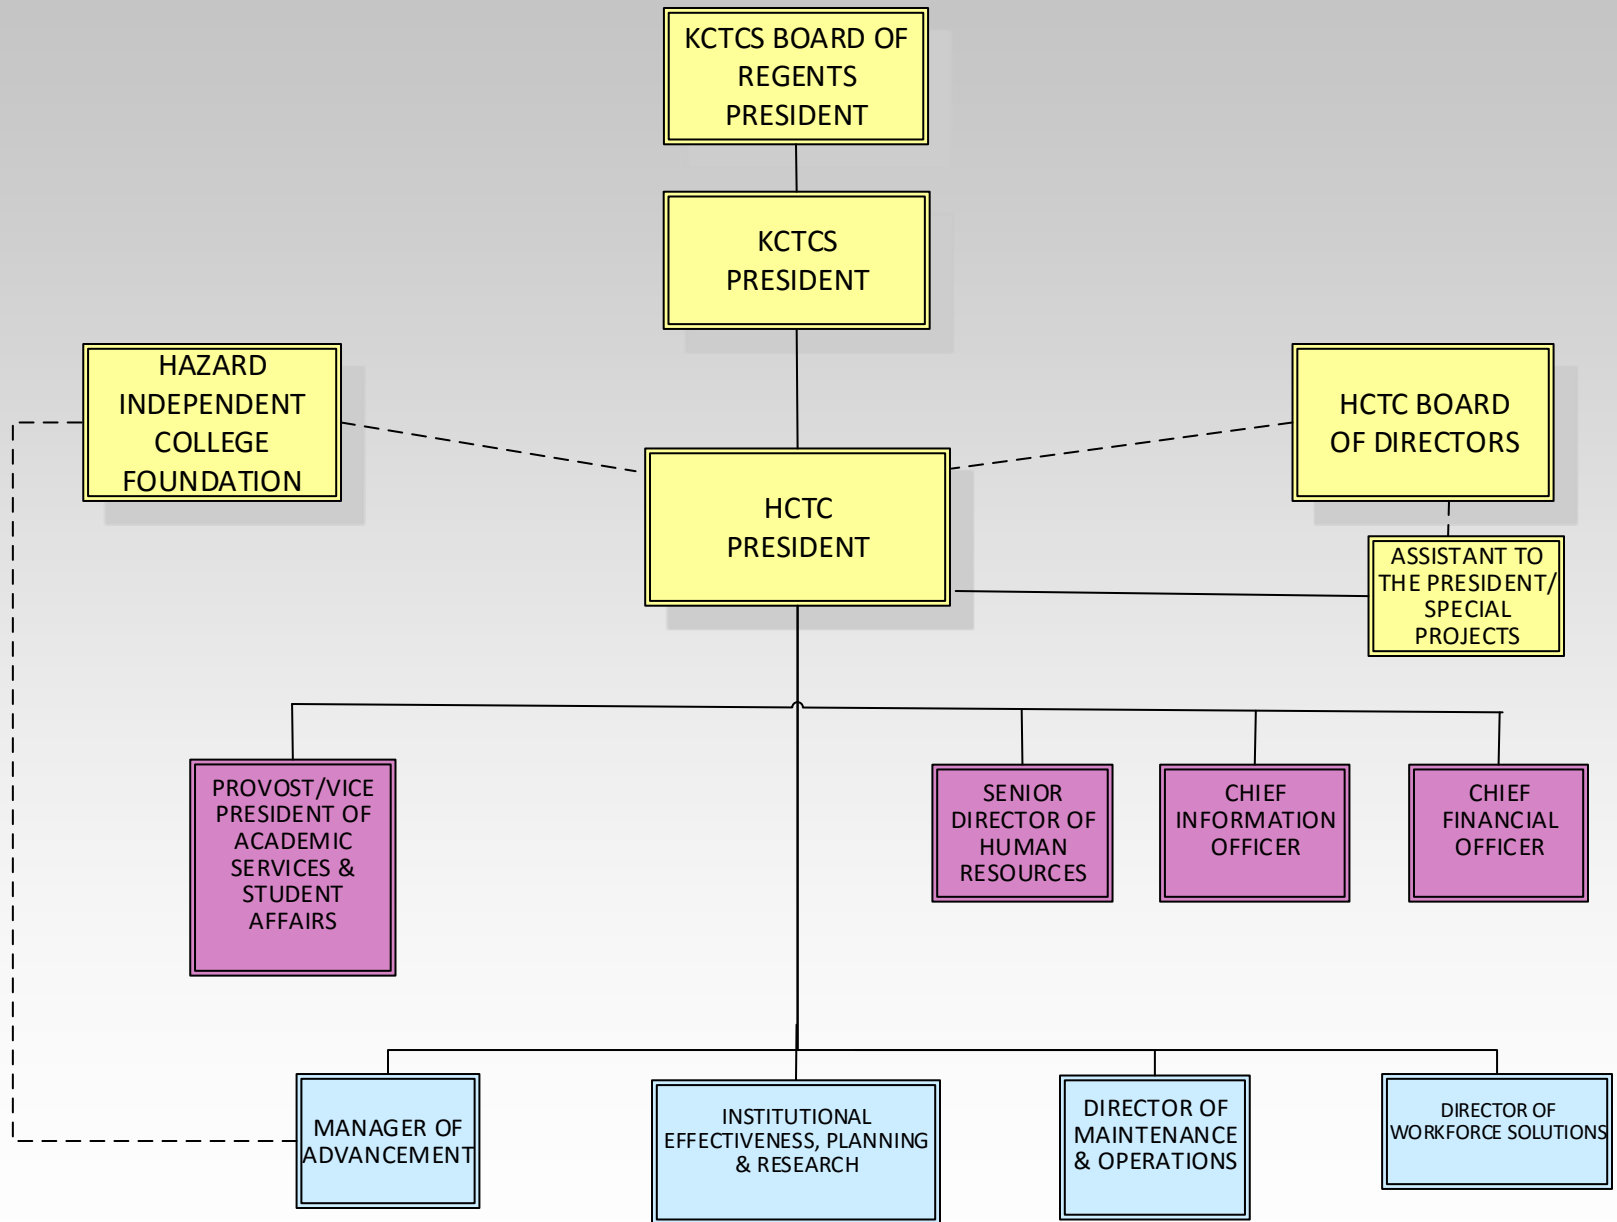 KCTCS BOARD OF
REGENTS
PRESIDENT
KCTCS
PRESIDENT
HAZARD
INDEPENDENT
COLLEGE
FOUNDATION
HCTC BOARD
OF DIRECTORS
HCTC
PRESIDENT
ASSISTANT TO
THE PRESIDENT/
SPECIAL
PROJECTS
PROVOST/VICE
PRESIDENT OF
ACADEMIC
SERVICES &
STUDENT
AFFAIRS
SENIOR
DIRECTOR OF
HUMAN
RESOURCES
CHIEF
INFORMATION
OFFICER
CHIEF
FINANCIAL
OFFICER
MANAGER OF
ADVANCEMENT
INSTITUTIONAL
EFFECTIVENESS, PLANNING
& RESEARCH
DIRECTOR OF
MAINTENANCE
& OPERATIONS
DIRECTOR OF
WORKFORCE SOLUTIONS